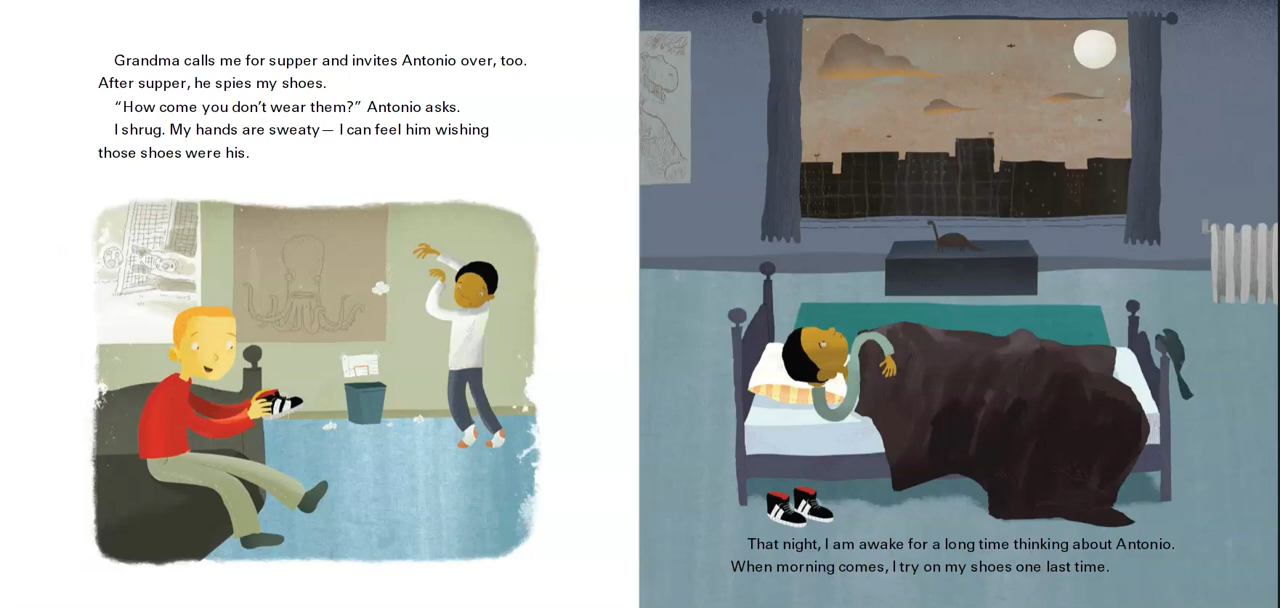 Grandma calls me for supper and invites Antonio over, too.
After supper, he spies my shoes.
“How come you don’t wear them?” Antonio asks.
I shrug. My hands are sweaty— I can feel him wishing
those shoes were his.
That night, I am awake for a long time thinking about Antonio.
When morning comes, I try on my shoes one last time.